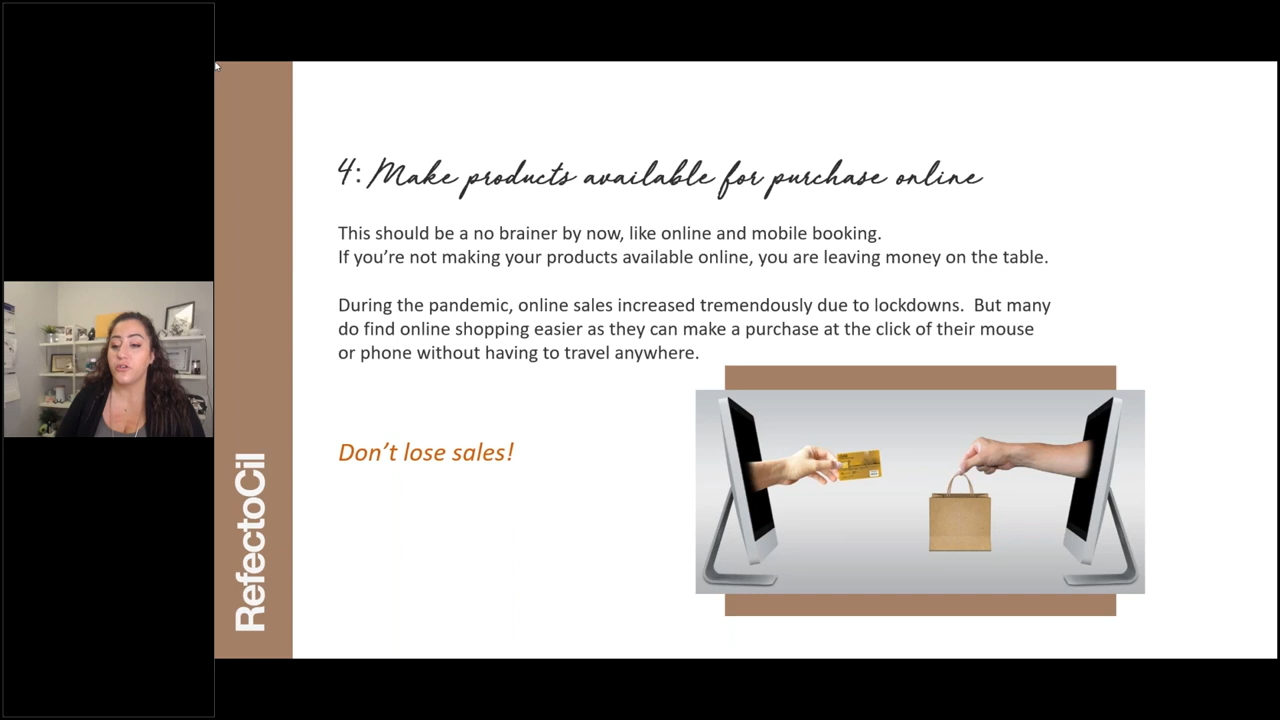 4: Make products available for purchase online
This should be a no brainer by now, like online and mobile booking.
If you're not making your products available online, you are leaving money on the table.
During the pandemic, online sales increased tremendously due to lockdowns. But many
do find online shopping easier as they can make a purchase at the click of their mouse
or phone without having to travel anywhere.
Don't lose sales!
RefectoCil